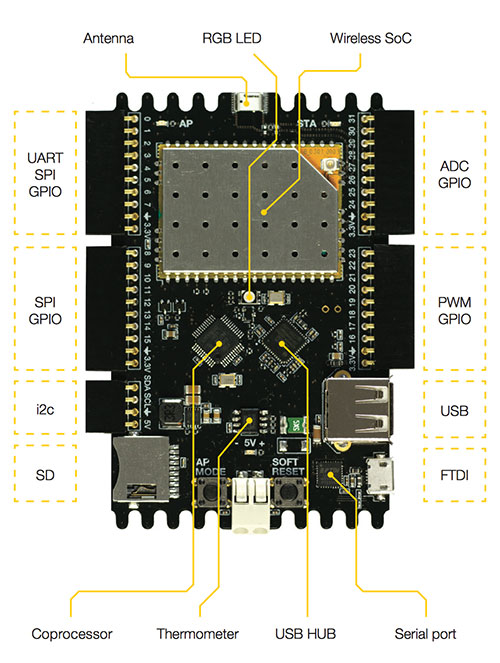 Antenna
RGB LED
Wireless SoC
AP
STA
UART
SPI
GPIO
0
1
2
3
4
5
6
7
3.3V
31
30
29
28
27
26
25
24
3.3V
ADC
GPIO
SPI
GPIO
8
9
10
11
12
13
14
15
3.3V
23
22
21
20
19
18
17
16
3.3V
PWM
GPIO
i2c
SDA
SCL
5V
USB
5V +
SD
AP
MODE
SOFT
RESET
FTDI
Coprocessor
Thermometer
USB HUB
Serial port